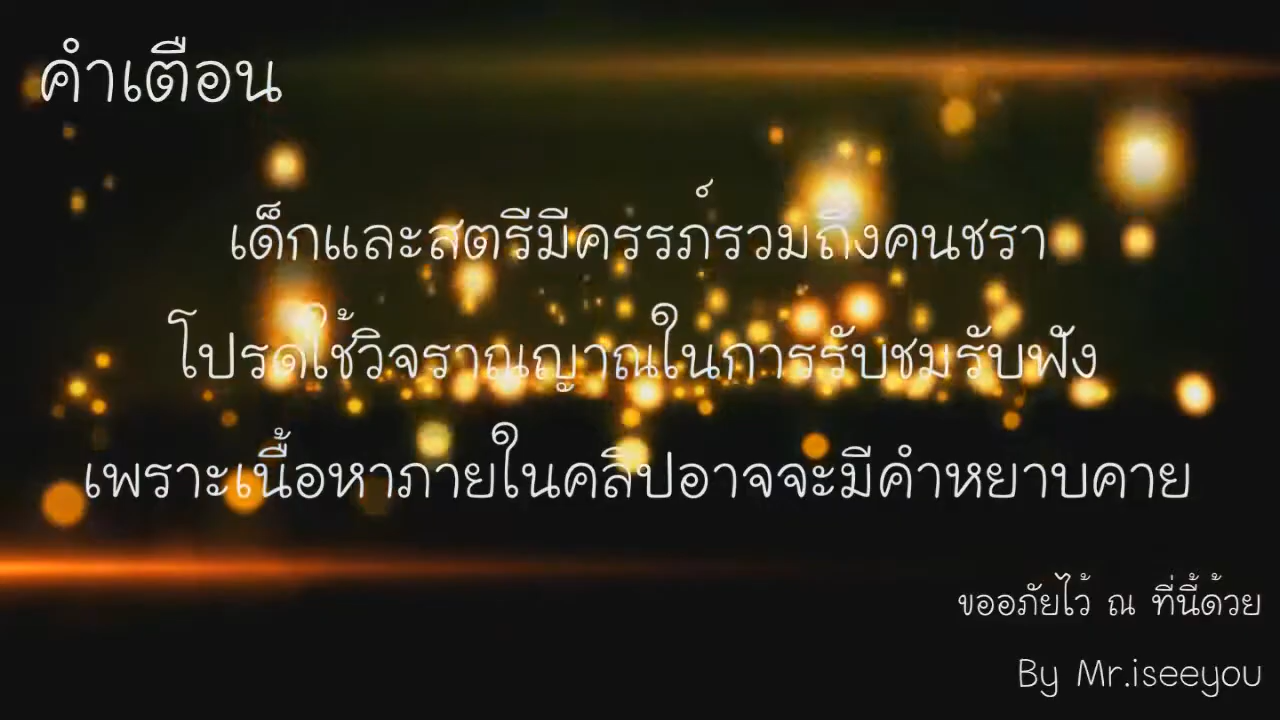 คำเตือน
เด็กและสตรีมีครรภ์รวมถึงคนชรา
โปรดใช้วิจราณญาณในการรับชมรับฟัง
เพราะเนื้อหาภายในคลิปอาจจะมีคำหยาบคาย
ขออภัยไว้ ณ ที่นี้ด้วย
By Mr.iseeyou